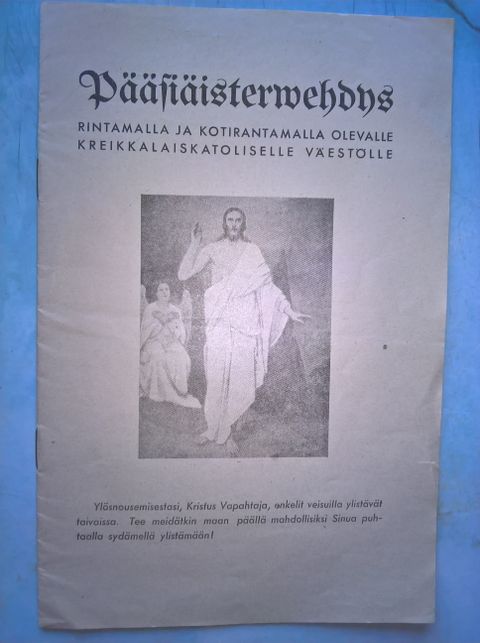 Pääsiäisterwehdys
RINTAMALLA JA KOTIRANTAMALLA OLEVALLE
KREIKKALAISKATOLISELLE VÄESTÖLLE
Ylösnousemisestasi, Kristus Vapahtaja, enkelit veisuilla ylistävät
taivaissa. Tee meidätkin maan päällä mahdollisiksi Sinua puh-
taalla sydämellä ylistämään!